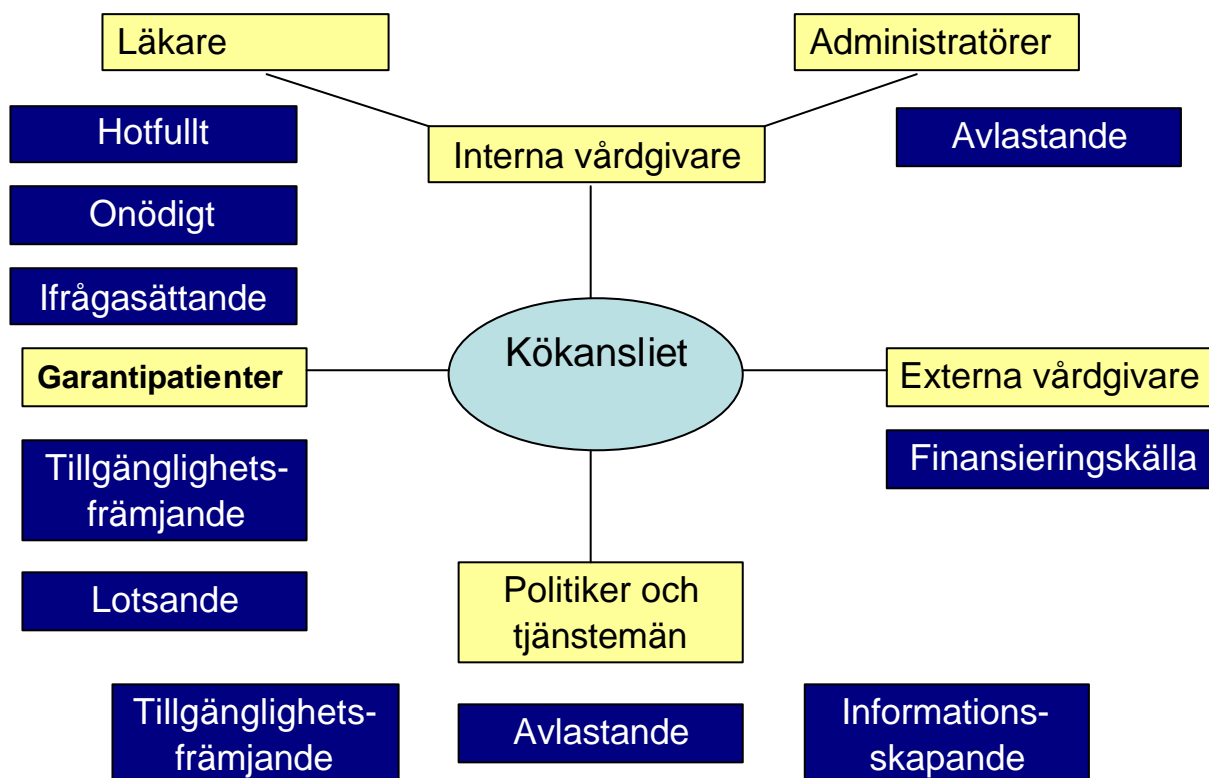 Läkare
Administratörer
Hotfullt
Avlastande
Interna vårdgivare
Onödigt
Ifrågasättande
Kökansliet
Garantipatienter
Externa vårdgivare
Tillgänglighets-
främjande
Finansieringskälla
Lotsande
Politiker och
tjänstemän
Tillgänglighets-
främjande
Avlastande
Informations-
skapande